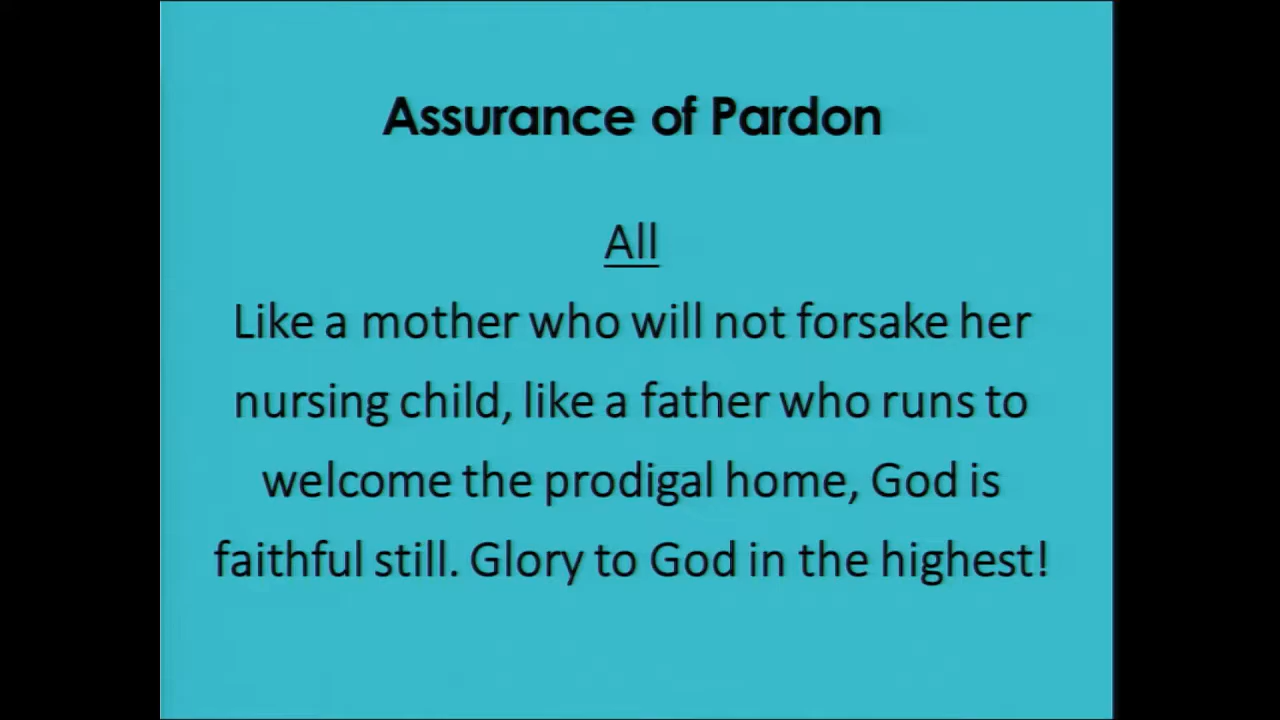 Assurance of Pardon
All
Like a mother who will not forsake her
nursing child, like a father who runs to
welcome the prodigal home, God is
faithful still. Glory to God in the highest!